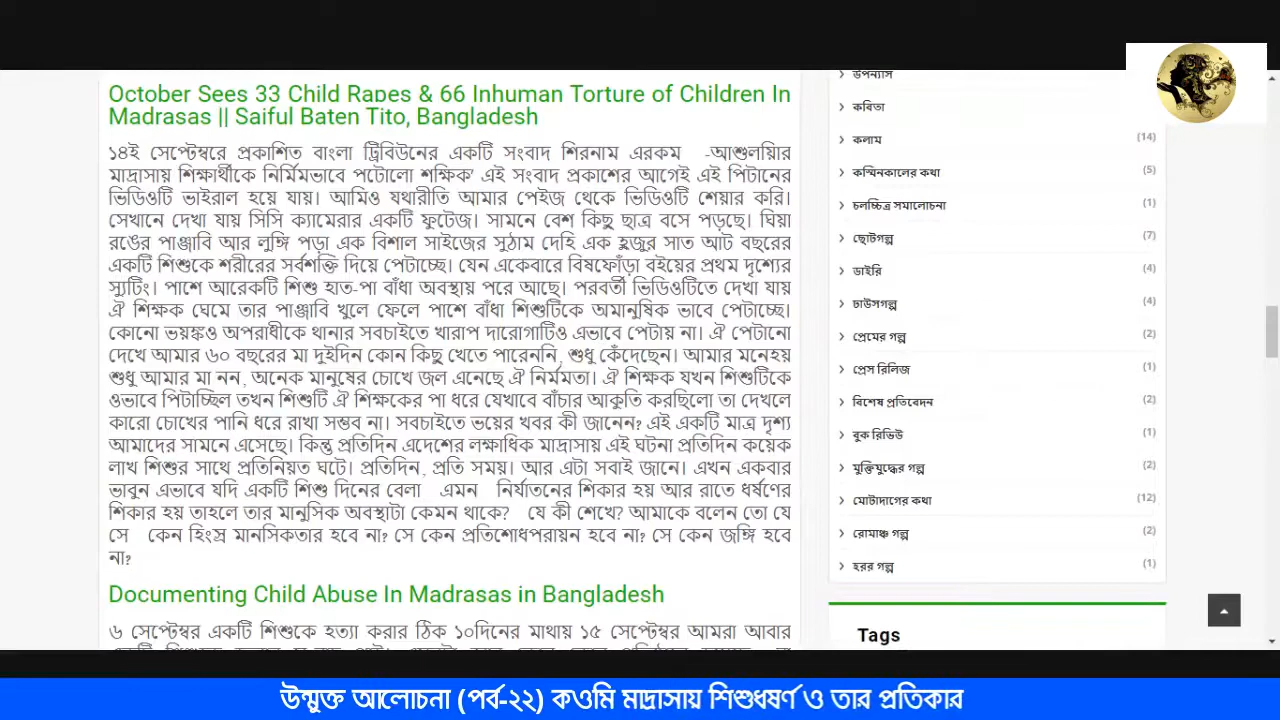 October Sees 33 Child Rapes & 66 Inhuman Torture of Children In
Madrasas || Saiful Baten Tito, Bangladesh
১৪ই সেপ্টেম্বরে প্রকাশিত বাংলা ট্রিবিউনের একটি সংবাদ শিরনাম এরকম -আশুলয়িার
মাদ্রাসায় শিক্ষার্থীকে নির্মিমভাবে পটোলো শক্ষিক' এই সংবাদ প্রকাশের আগেই এই পিটানের
ভিডিওটি ভাইরাল হয়ে যায়। আমিও যথারীতি আমার পেইজ থেকে ভিডিওটি শেয়ার করি।
সেখানে দেখা যায় সিসি ক্যামেরার একটি ফুটেজ। সামনে বেশ কিছু ছাত্র বসে পড়ছে। ঘিয়া
রঙের পাঞ্জাবি আর লুঙ্গি পড়া এক বিশাল সাইজের সুঠাম দেহি এক হুজুর সাত আট বছরের
একটি শিশুকে শরীরের সর্বশক্তি দিয়ে পেটাচ্ছে। যেন একেবারে বিষফোঁড়া বইয়ের প্রথম দৃশ্যের
স্যুটিং। পাশে আরেকটি শিশু হাত-পা বাঁধা অবস্থায় পরে আছে। পরবর্তী ভিডিওটিতে দেখা যায়
ঐ শিক্ষক ঘেমে তার পাঞ্জাবি খুলে ফেলে পাশে বাঁধা শিশুটিকে অমানুষিক ভাবে পেটাচ্ছে।
কোনো ভয়ঙ্কও অপরাধীকে থানার সবচাইতে খারাপ দারোগাটিও এভাবে পেটায় না। ঐ পেটানো
দেখে আমার ৬০ বছরের মা দুইদিন কোন কিছু খেতে পারেননি, শুধু কেঁদেছেন। আমার মনেহয়
শুধু আমার মা নন, অনেক মানুষের চোখে জল এনেছে ঐ নির্মমতা। ঐ শিক্ষক যখন শিশুটিকে
ওভাবে পিটাচ্ছিল তখন শিশুটি ঐ শিক্ষকের পা ধরে যেখাবে বাঁচার আকুতি করছিলো তা দেখলে
কারো চোখের পানি ধরে রাখা সম্ভব না। সবচাইতে ভয়ের খবর কী জানেন? এই একটি মাত্র দৃশ্য
আমাদের সামনে এসেছে। কিন্তু প্রতিদিন এদেশের লক্ষাধিক মাদ্রাসায় এই ঘটনা প্রতিদিন কয়েক
লাখ শিশুর সাথে প্রতিনিয়ত ঘটে। প্রতিদিন, প্রতি সময়। আর এটা সবাই জানে। এখন একবার
ভাবুন এভাবে যদি একটি শিশু দিনের বেলা এমন নির্যাতনের শিকার হয় আর রাতে ধর্ষণের
শিকার হয় তাহলে তার মানুসিক অবস্থাটা কেমন থাকে? যে কী শেখে? আমাকে বলেন তো যে
সে কেন হিংস্র মানসিকতার হবে না? সে কেন প্রতিশোধপরায়ন হবে না? সে কেন জঙ্গি হবে
না?
Documenting Child Abuse In Madrasas in Bangladesh
৬ সেপ্টেম্বর একটি শিশুকে হত্যা করার ঠিক ১০দিনের মাথায় ১৫ সেপ্টেম্বর আমরা আবার
উপন্যাস
কবিতা
কলাম (14)
কস্মিনকালের কথা (5)
চলচ্চিত্র সমালোচনা (1)
ছোটগল্প (7)
ডাইরি (4)
ঢাউসগল্প (4)
প্রেমের গল্প (2)
প্রেস রিলিজ (1)
বিশেষ প্রতিবেদন (2)
বুক রিভিউ (1)
মুক্তিযুদ্ধের গল্প (2)
মোটাদাগের কথা (12)
রোমাঞ্চ গল্প (2)
হরর গল্প (1)
Tags
উন্মুক্ত আলোচনা (পর্ব-২২) কওমি মাদ্রাসায় শিশুধষর্ণ ও তার প্রতিকার